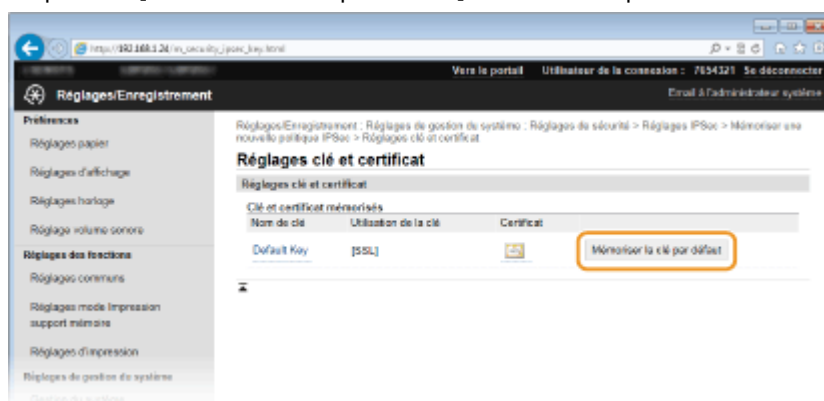 http://192.168.1.24/m_security_ipsec_key.html
Vers le portail Utilisateur de la connexion : 7654321 Se déconnecter
Réglages/Enregistrement
Email à l'administrateur système
Préférences
Réglages papier
Réglages d'affichage
Réglages horloge
Réglage volume sonore
Réglages des fonctions
Réglages communs
Réglages mode Impression
support mémoire
Réglages d'impression
Réglages de gestion du système
Gestion du système
Réglages/Enregistrement : Réglages de gestion du système : Réglages de sécurité > Réglages IPSec > Mémoriser une
nouvelle politique IPSec > Réglages clé et certificat
Réglages clé et certificat
Réglages clé et certificat
Clé et certificat mémorisés
Nom de clé Utilisation de la clé Certificat
Default Key [SSL] Mémoriser la clé par défaut